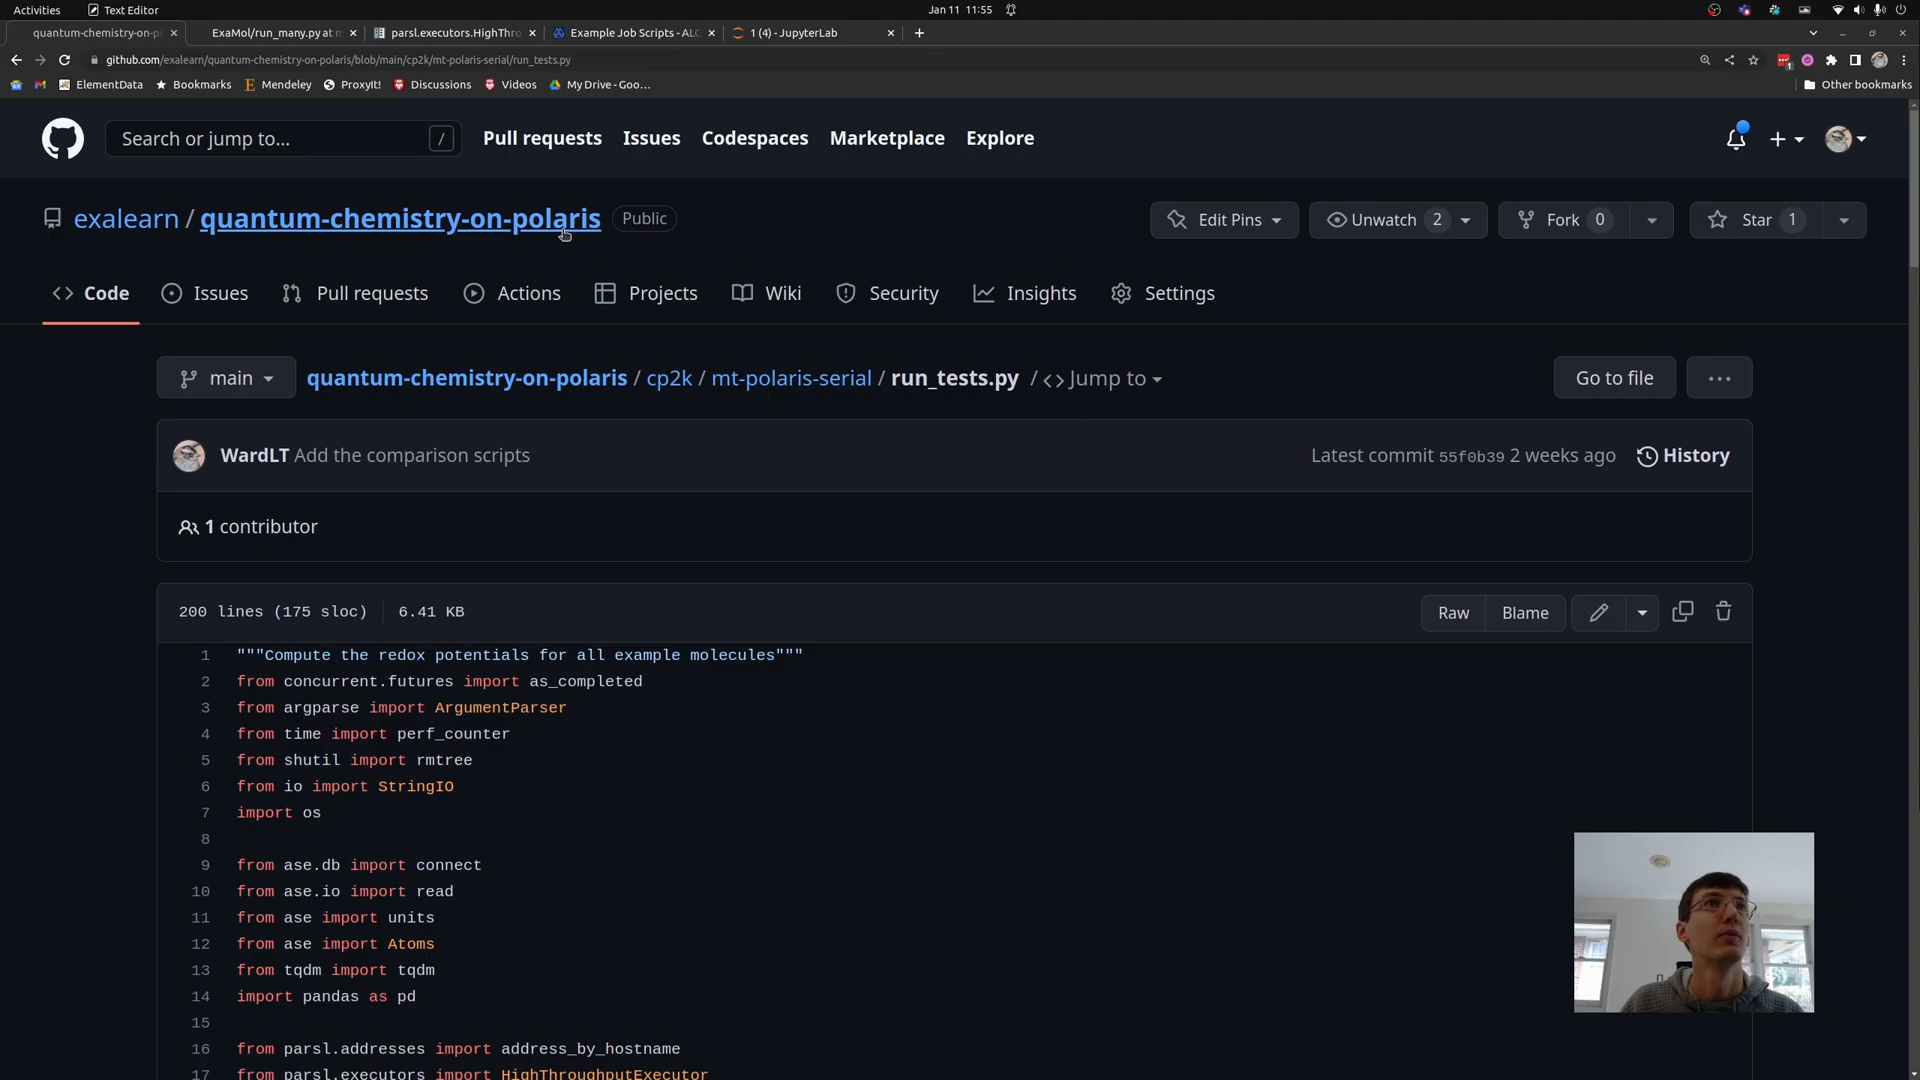 Activities Text Editor Jan 11 11:55
quantum-chemistry-on-p ExaMol/run_many.py at m parsl.executors.HighThro Example Job Scripts - ALC 1 (4) - JupyterLab
github.com/exalearn/quantum-chemistry-on-polaris/blob/main/cp2k/mt-polaris-serial/run_tests.py
ElementData Bookmarks Mendeley ProxyIt! Discussions Videos My Drive - Goo... Other bookmarks
Search or jump to... / Pull requests Issues Codespaces Marketplace Explore
exalearn / quantum-chemistry-on-polaris Public Edit Pins Unwatch 2 Fork 0 Star 1
Code Issues Pull requests Actions Projects Wiki Security Insights Settings
main quantum-chemistry-on-polaris / cp2k / mt-polaris-serial / run_tests.py / <> Jump to Go to file ...
WardLT Add the comparison scripts Latest commit 55f0b39 2 weeks ago History
1 contributor
200 lines (175 sloc) 6.41 KB Raw Blame
1 """Compute the redox potentials for all example molecules"""
2 from concurrent.futures import as_completed
3 from argparse import ArgumentParser
4 from time import perf_counter
5 from shutil import rmtree
6 from io import StringIO
7 import os
8
9 from ase.db import connect
10 from ase.io import read
11 from ase import units
12 from ase import Atoms
13 from tqdm import tqdm
14 import pandas as pd
15
16 from parsl.addresses import address_by_hostname
17 from parsl.executors import HighThroughputExecutor